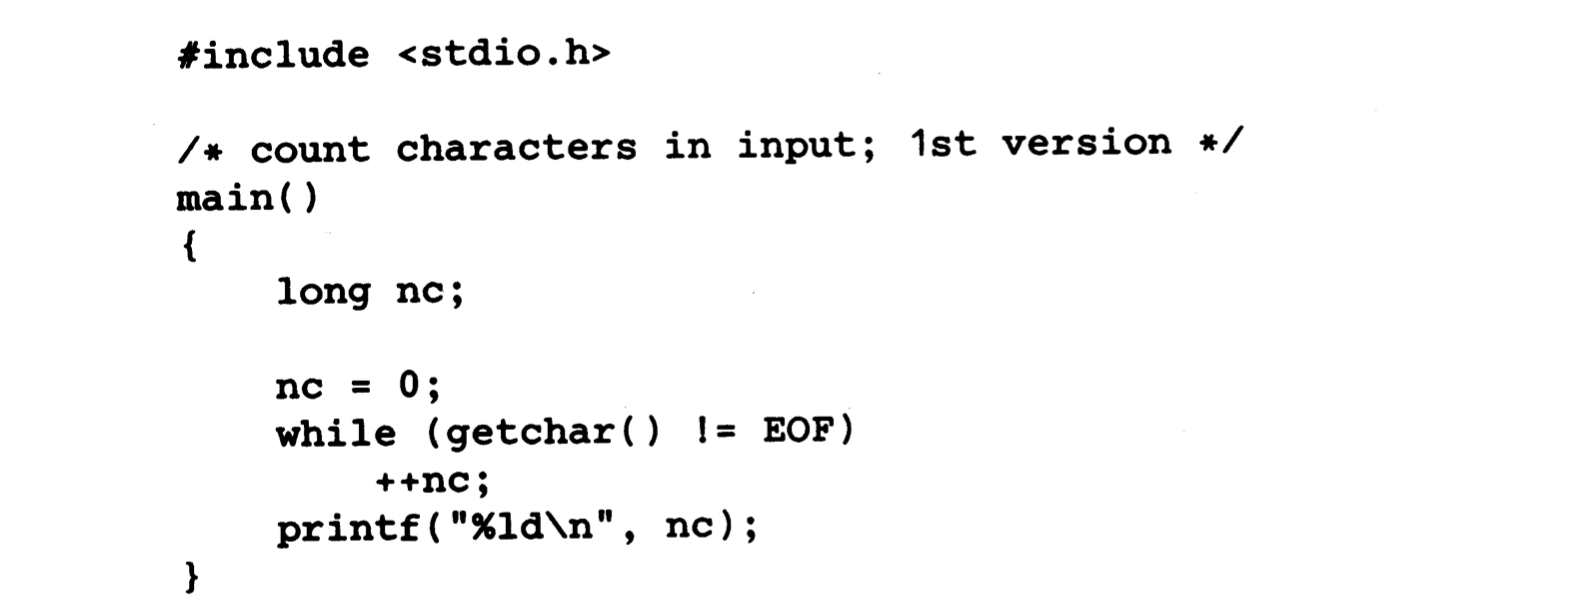 #include <stdio.h>

/* count characters in input; 1st version */
main()
{
    long nc;

    nc = 0;
    while (getchar() != EOF)
        ++nc;
    printf("%ld\n", nc);
}